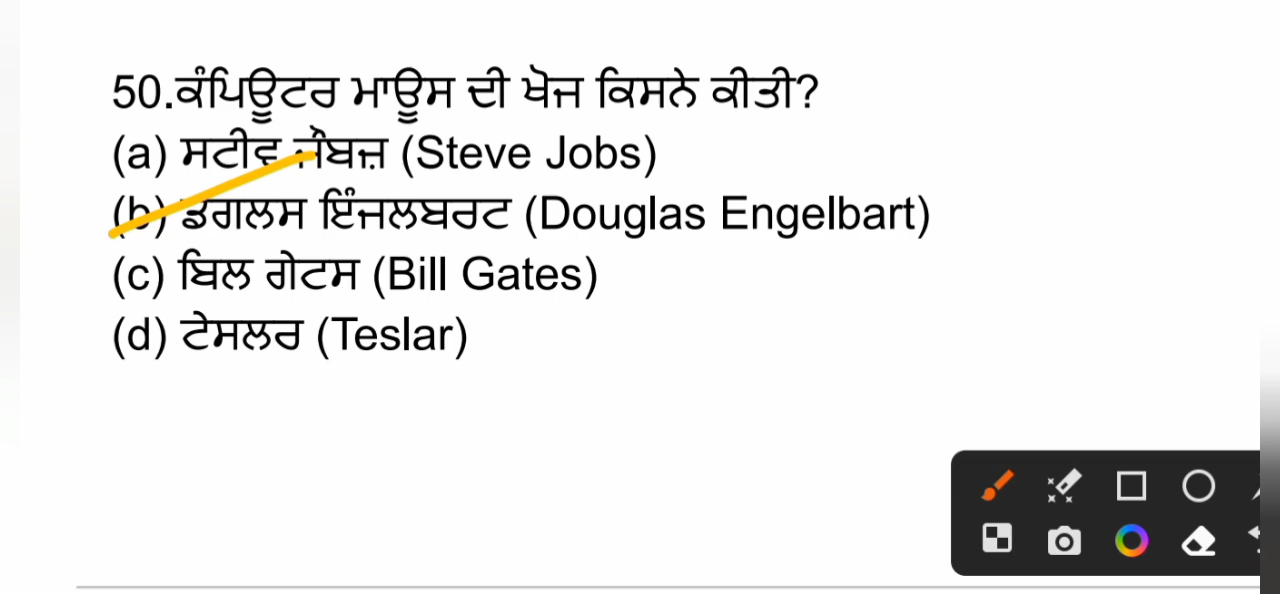 50.ਕੰਪਿਊਟਰ ਮਾਊਸ ਦੀ ਖੋਜ ਕਿਸਨੇ ਕੀਤੀ?
(a) ਸਟੀਵ ਜੌਬਜ਼ (Steve Jobs)
(b) ਡਗਲਸ ਇੰਜਲਬਰਟ (Douglas Engelbart)
(c) ਬਿਲ ਗੇਟਸ (Bill Gates)
(d) ਟੇਸਲਰ (Teslar)